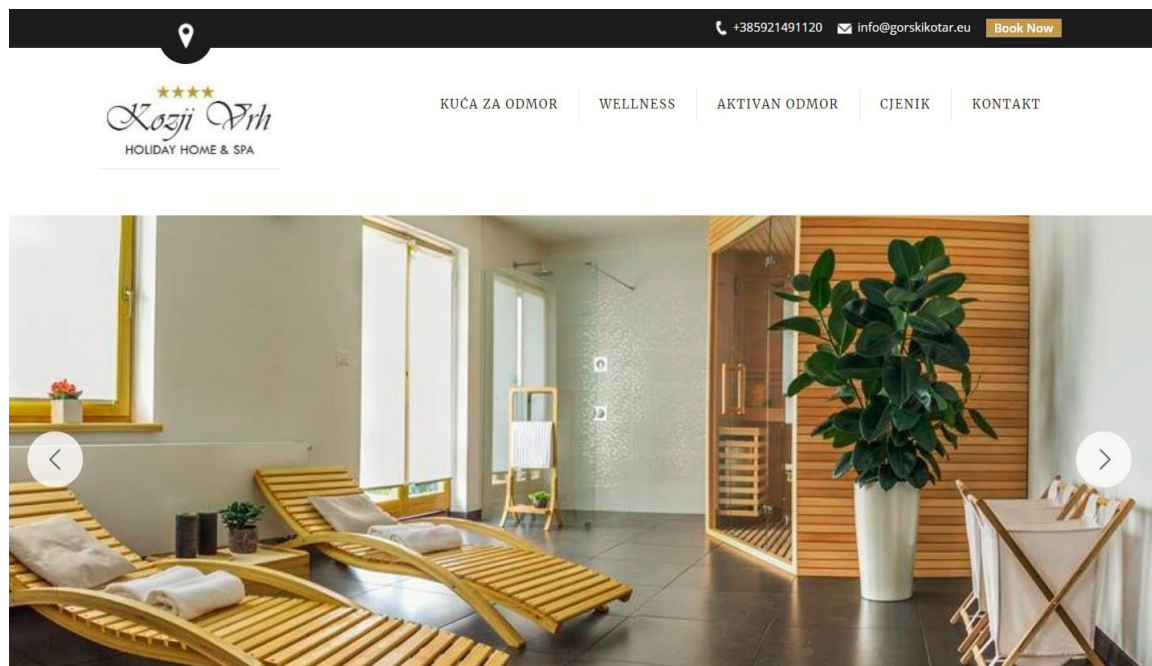 +385921491120 info@gorskikotar.eu Book Now
Kozji Vrh
HOLIDAY HOME & SPA
KUĆA ZA ODMOR WELLNESS AKTIVAN ODMOR CJENIK KONTAKT